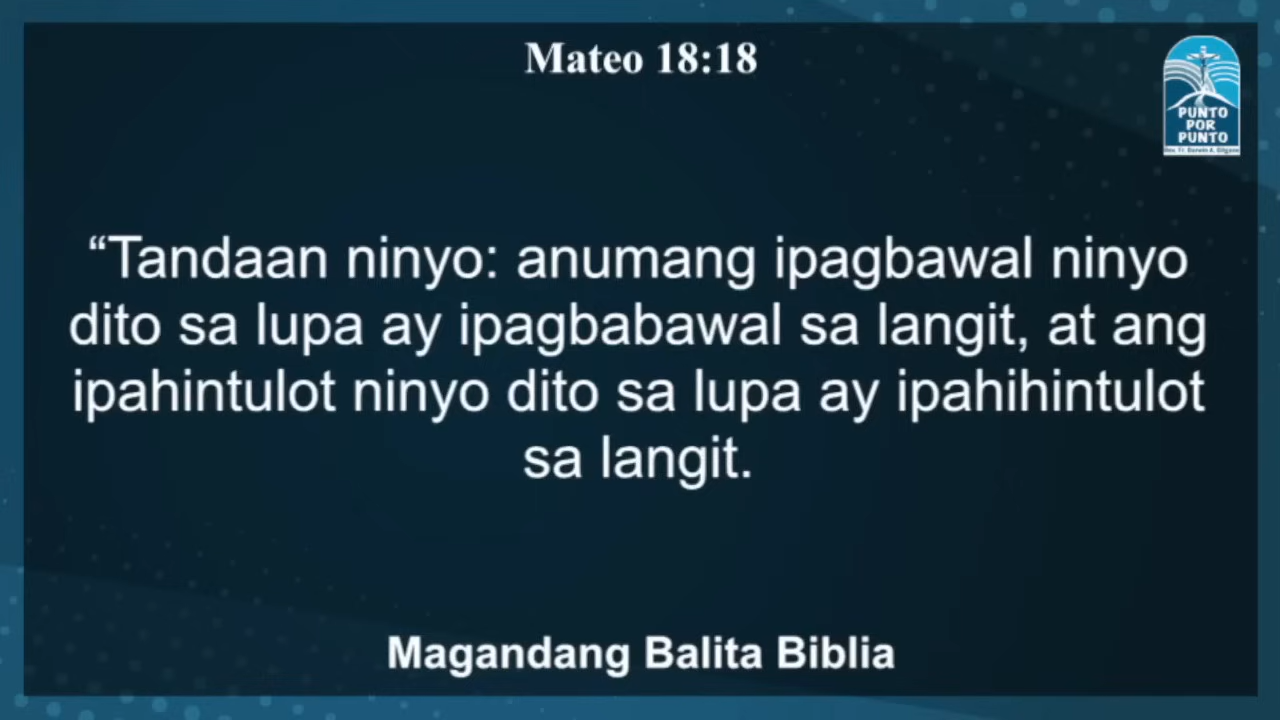 Mateo 18:18
PUNTO
POR
PUNTO
“Tandaan ninyo: anumang ipagbawal ninyo
dito sa lupa ay ipagbabawal sa langit, at ang
ipahintulot ninyo dito sa lupa ay ipahihintulot
sa langit.
Magandang Balita Biblia